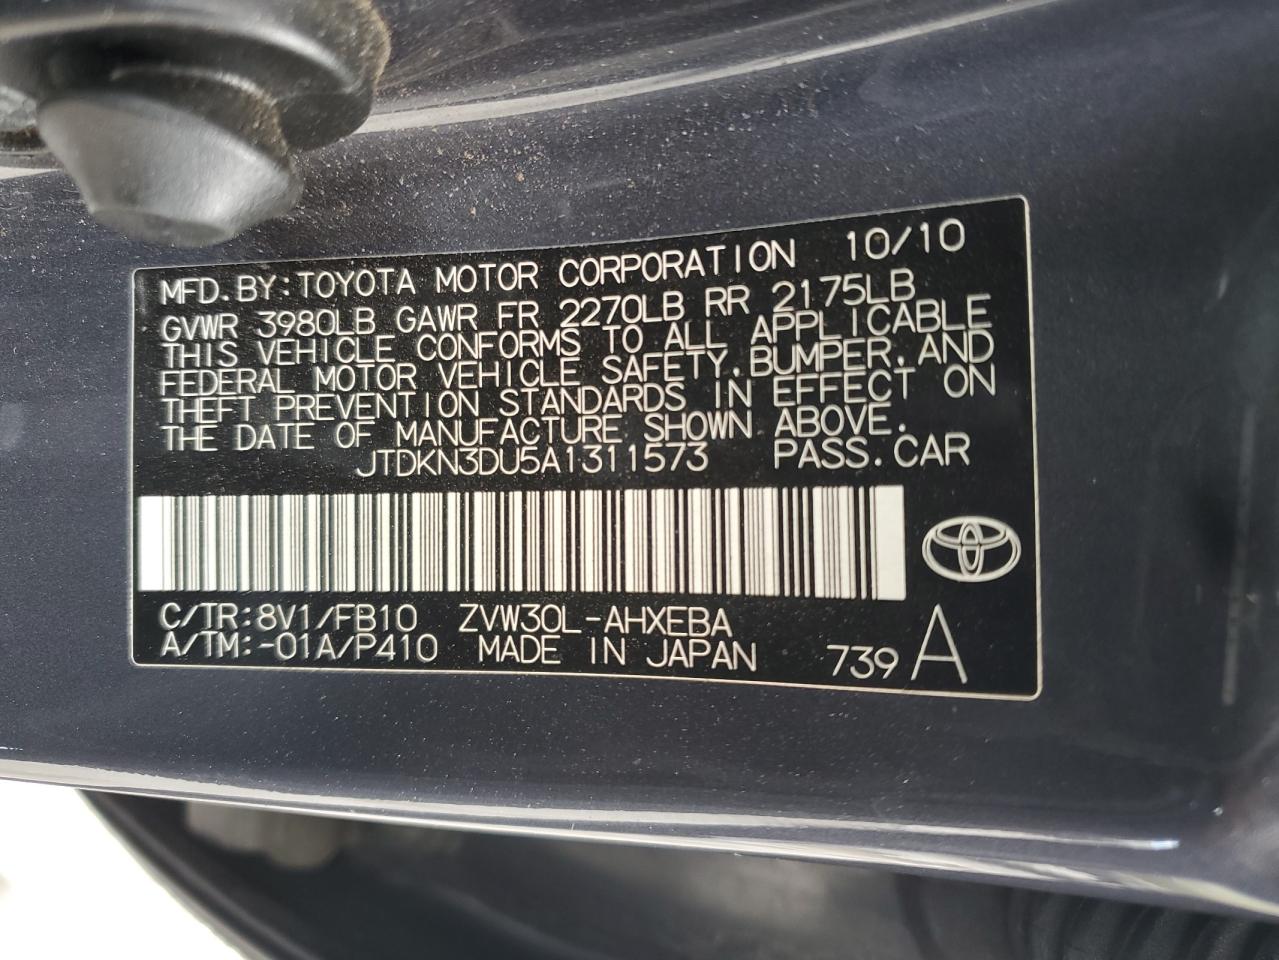 MFD.BY:TOYOTA MOTOR CORPORATION 10/10
GVWR 3980LB GAWR FR 2270LB RR 2175LB
THIS VEHICLE CONFORMS TO ALL APPLICABLE
FEDERAL MOTOR VEHICLE SAFETY,BUMPER,AND
THEFT PREVENTION STANDARDS IN EFFECT ON
THE DATE OF MANUFACTURE SHOWN ABOVE.
JTDKN3DU5A1311573 PASS.CAR
C/TR:8V1/FB10 ZVW30L-AHXEBA
A/TM:-01A/P410 MADE IN JAPAN 739 A